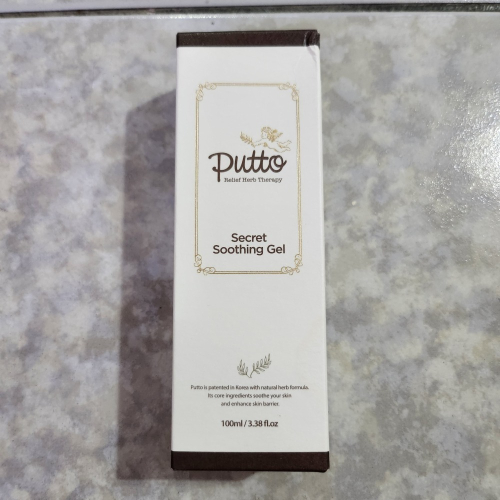 Putto
Relief Herb Therapy
Secret
Soothing Gel
Putto is patented in Korea with natural herb formula.
Its core ingredients soothe your skin
and enhance skin barrier.
100ml / 3.38 fl.oz